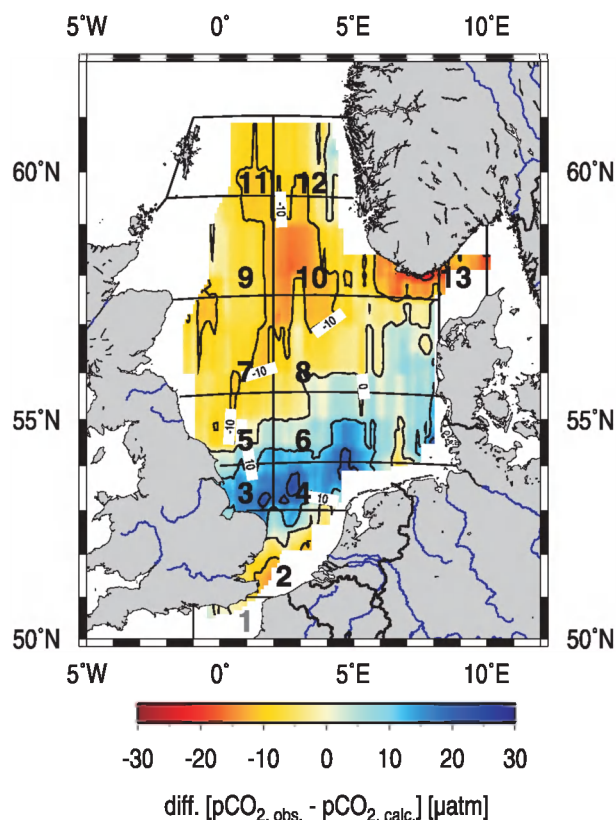 5˚W 0˚ 5˚E 10˚E
60˚N 60˚N
11 12
-10
9 10 13
-10
7 -10 8
0
55˚N 55˚N
-10
5 6
10
3 4 10
2
1
50˚N 50˚N
5˚W 0˚ 5˚E 10˚E
-30 -20 -10 0 10 20 30
diff. [pCO2, obs. - pCO2, calc.] [µatm]